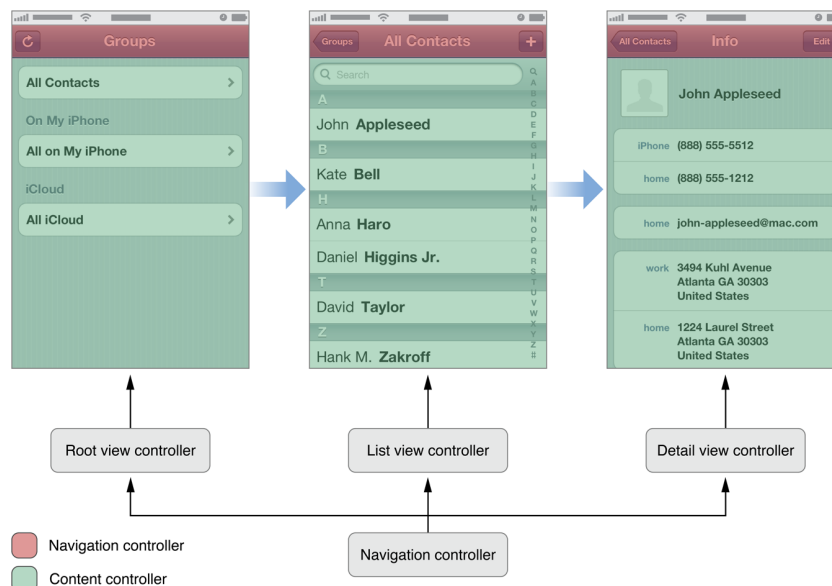 Groups
All Contacts
On My iPhone
All on My iPhone
iCloud
All iCloud
Groups
All Contacts
+
Search
A
John Appleseed
B
Kate Bell
H
Anna Haro
Daniel Higgins Jr.
T
David Taylor
Z
Hank M. Zakroff
A
B
C
D
E
F
G
H
I
J
K
L
M
N
O
P
Q
R
S
T
U
V
W
X
Y
Z
#
All Contacts
Info
Edit
John Appleseed
iPhone (888) 555-5512
home (888) 555-1212
home john-appleseed@mac.com
work 3494 Kuhl Avenue
Atlanta GA 30303
United States
home 1224 Laurel Street
Atlanta GA 30303
United States
Root view controller
List view controller
Detail view controller
Navigation controller
Navigation controller
Content controller